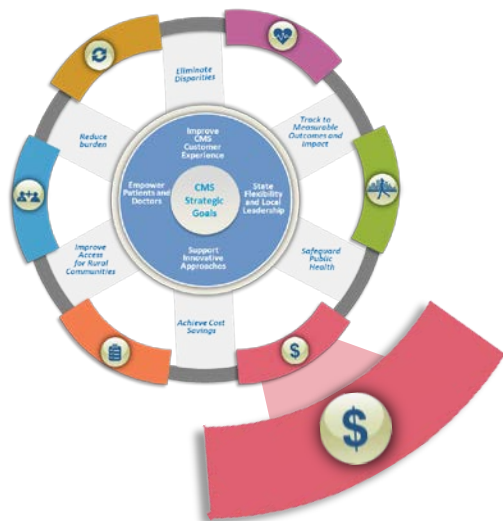 Eliminate
Disparities
Track to
Measurable
Outcomes and
Impact
Safeguard
Public
Health
Achieve Cost
Savings
Improve
Access
for Rural
Communities
Reduce
burden
Improve
CMS
Customer
Experience
Empower
Patients and
Doctors
CMS
Strategic
Goals
State
Flexibility
and Local
Leadership
Support
Innovative
Approaches
$
$